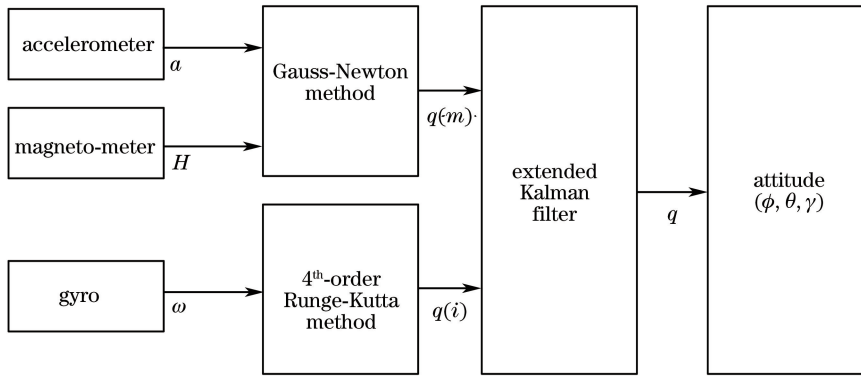 accelerometer
a
magneto-meter
H
Gauss-Newton
method
q(m)
gyro
ω
4th-order
Runge-Kutta
method
q(i)
extended
Kalman
filter
q
attitude
(ϕ, θ, γ)